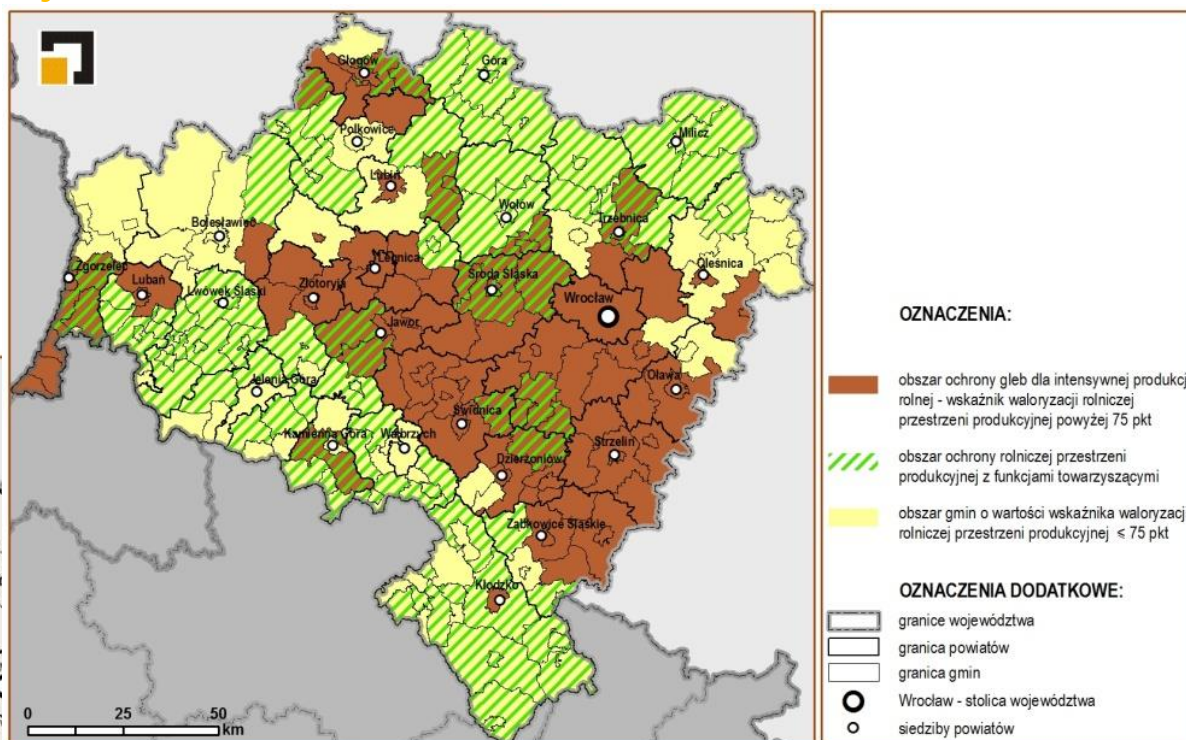 Głogów
Góra
Polkowice
Milicz
Lubin
Wołów
Trzebnica
Bolesławiec
Oleśnica
Zgorzelec
Lubań
Legnica
Środa Śląska
Lwówek Śląski
Złotoryja
Wrocław
Jawor
Oława
Jelenia Góra
Świdnica
Kamienna Góra
Wałbrzych
Strzelin
Dzierżoniów
Ząbkowice Śląskie
Kłodzko
0 25 50
km
OZNACZENIA:
obszar ochrony gleb dla intensywnej produkcj
rolnej - wskaźnik waloryzacji rolniczej
przestrzeni produkcyjnej powyżej 75 pkt
obszar ochrony rolniczej przestrzeni
produkcyjnej z funkcjami towarzyszącymi
obszar gmin o wartości wskaźnika waloryzacj
rolniczej przestrzeni produkcyjnej ≤ 75 pkt
OZNACZENIA DODATKOWE:
granice województwa
granica powiatów
granica gmin
Wrocław - stolica województwa
siedziby powiatów